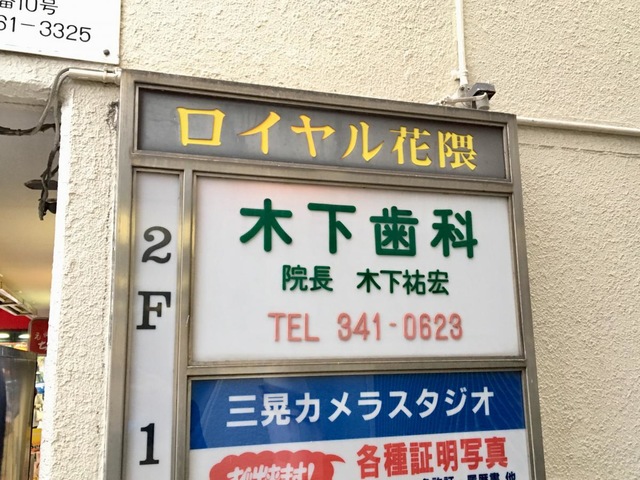 番10号
61-3325
ロイヤル花隈
2F
木下歯科
院長 木下祐宏
TEL 341-0623
1
三晃カメラスタジオ
各種証明写真